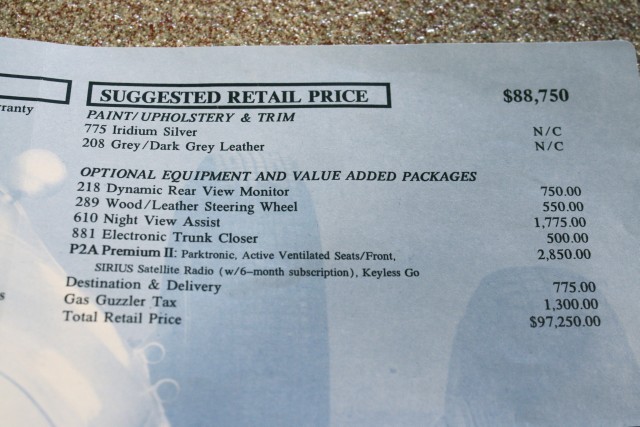 SUGGESTED RETAIL PRICE $88,750
rranty
PAINT/UPHOLSTERY & TRIM
775 Iridium Silver N/C
208 Grey/Dark Grey Leather N/C
OPTIONAL EQUIPMENT AND VALUE ADDED PACKAGES
218 Dynamic Rear View Monitor 750.00
289 Wood/Leather Steering Wheel 550.00
610 Night View Assist 1,775.00
881 Electronic Trunk Closer 500.00
P2A Premium II: Parktronic, Active Ventilated Seats/Front, 2,850.00
SIRIUS Satellite Radio (w/6-month subscription), Keyless Go
Destination & Delivery 775.00
s Gas Guzzler Tax 1,300.00
Total Retail Price $97,250.00